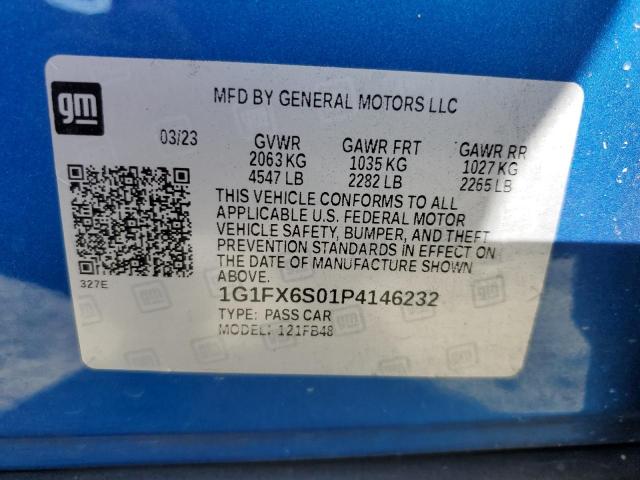 gm
MFD BY GENERAL MOTORS LLC
03/23 GVWR GAWR FRT GAWR RR
2063 KG 1035 KG 1027 KG
4547 LB 2282 LB 2265 LB
THIS VEHICLE CONFORMS TO ALL
APPLICABLE U.S. FEDERAL MOTOR
VEHICLE SAFETY, BUMPER, AND THEFT
PREVENTION STANDARDS IN EFFECT ON
THE DATE OF MANUFACTURE SHOWN
ABOVE.
327E
1G1FX6S01P4146232
TYPE: PASS CAR
MODEL: 121FB48